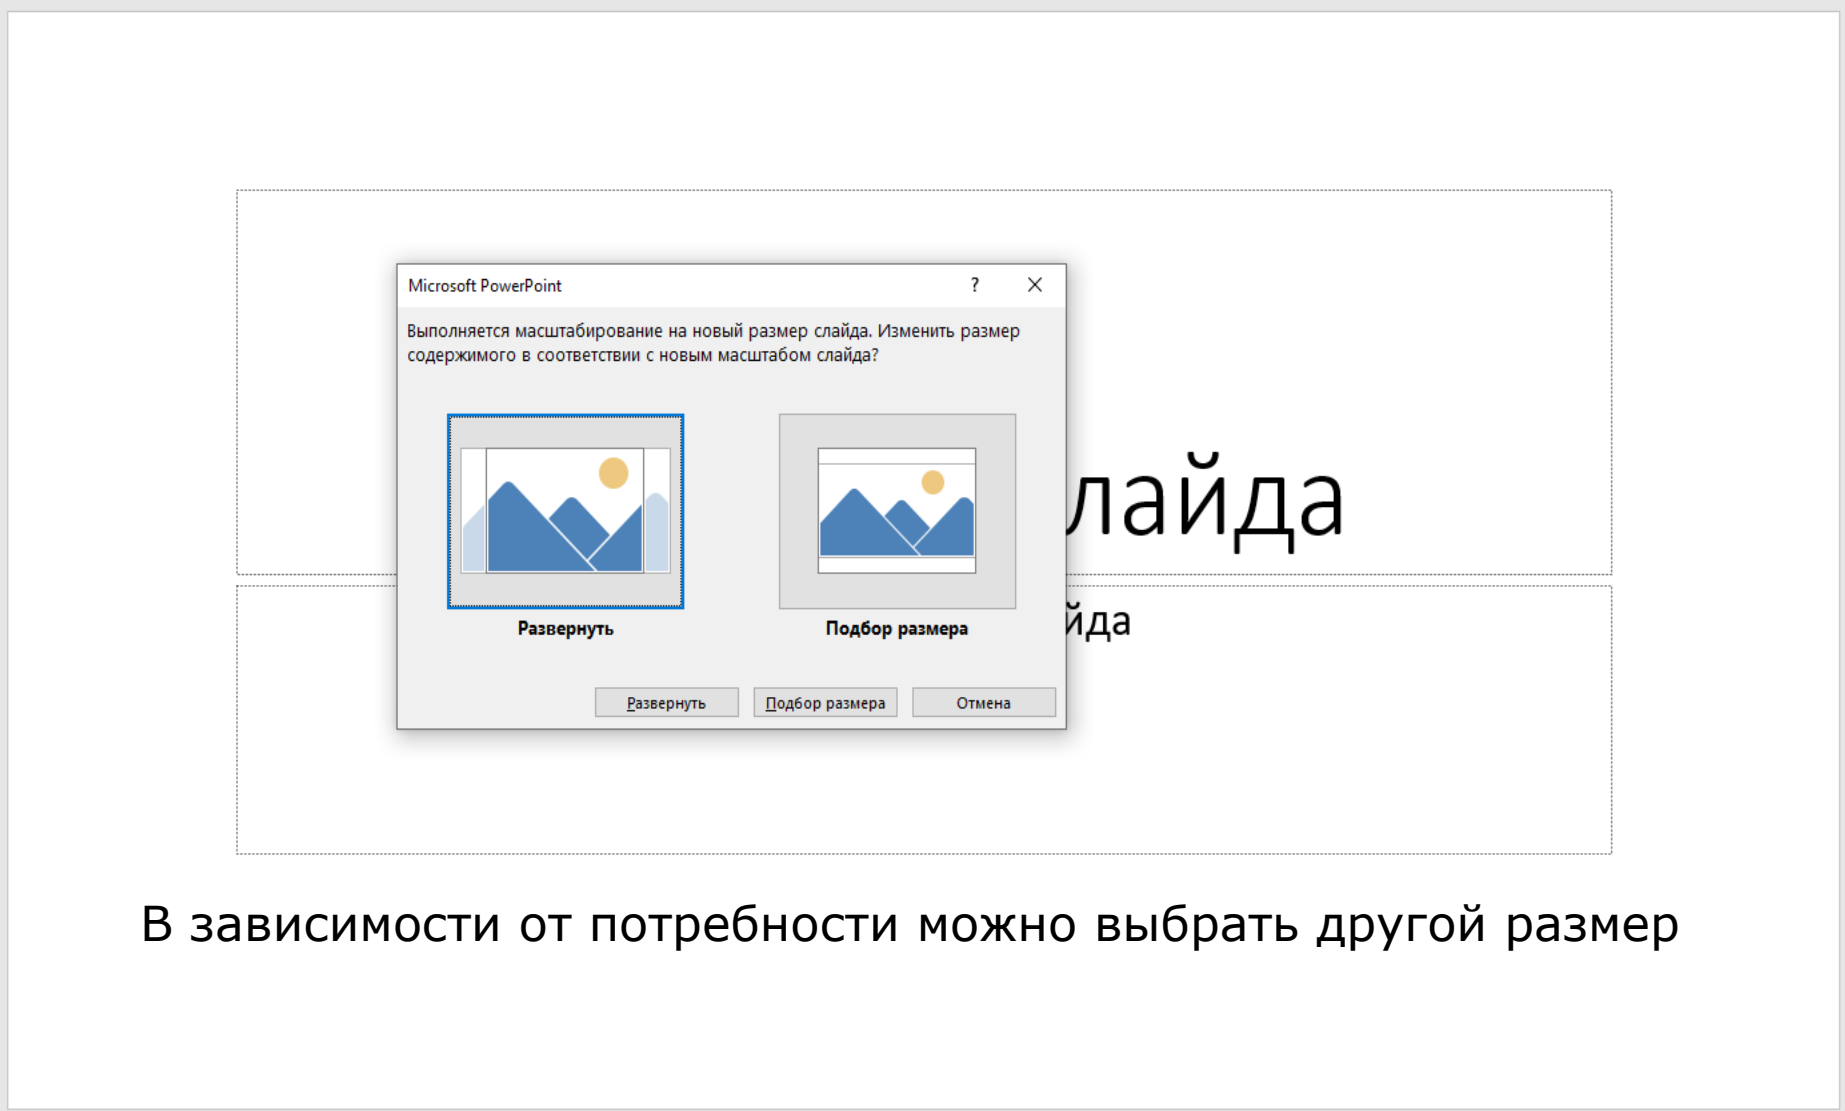 Microsoft PowerPoint
?
Выполняется масштабирование на новый размер слайда. Изменить размер
содержимого в соответствии с новым масштабом слайда?
лайда
йда
Развернуть
Подбор размера
Развернуть
Подбор размера
Отмена
В зависимости от потребности можно выбрать другой размер